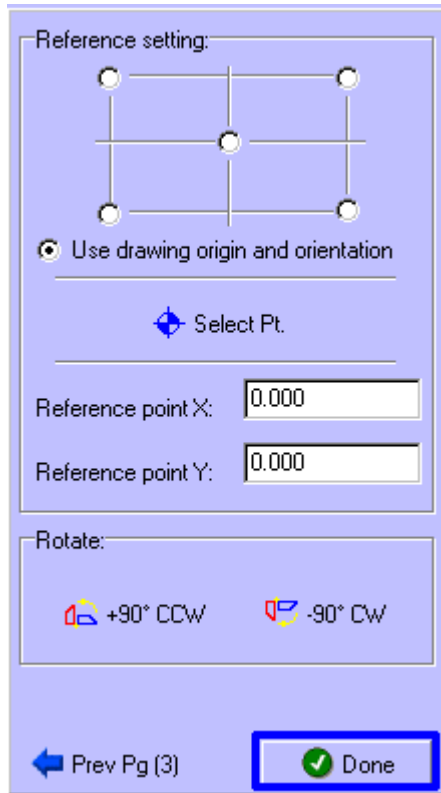 Reference setting:
Use drawing origin and orientation
Select Pt.
Reference point X: 0.000
Reference point Y: 0.000
Rotate:
+90° CCW -90° CW
Prev Pg (3) Done